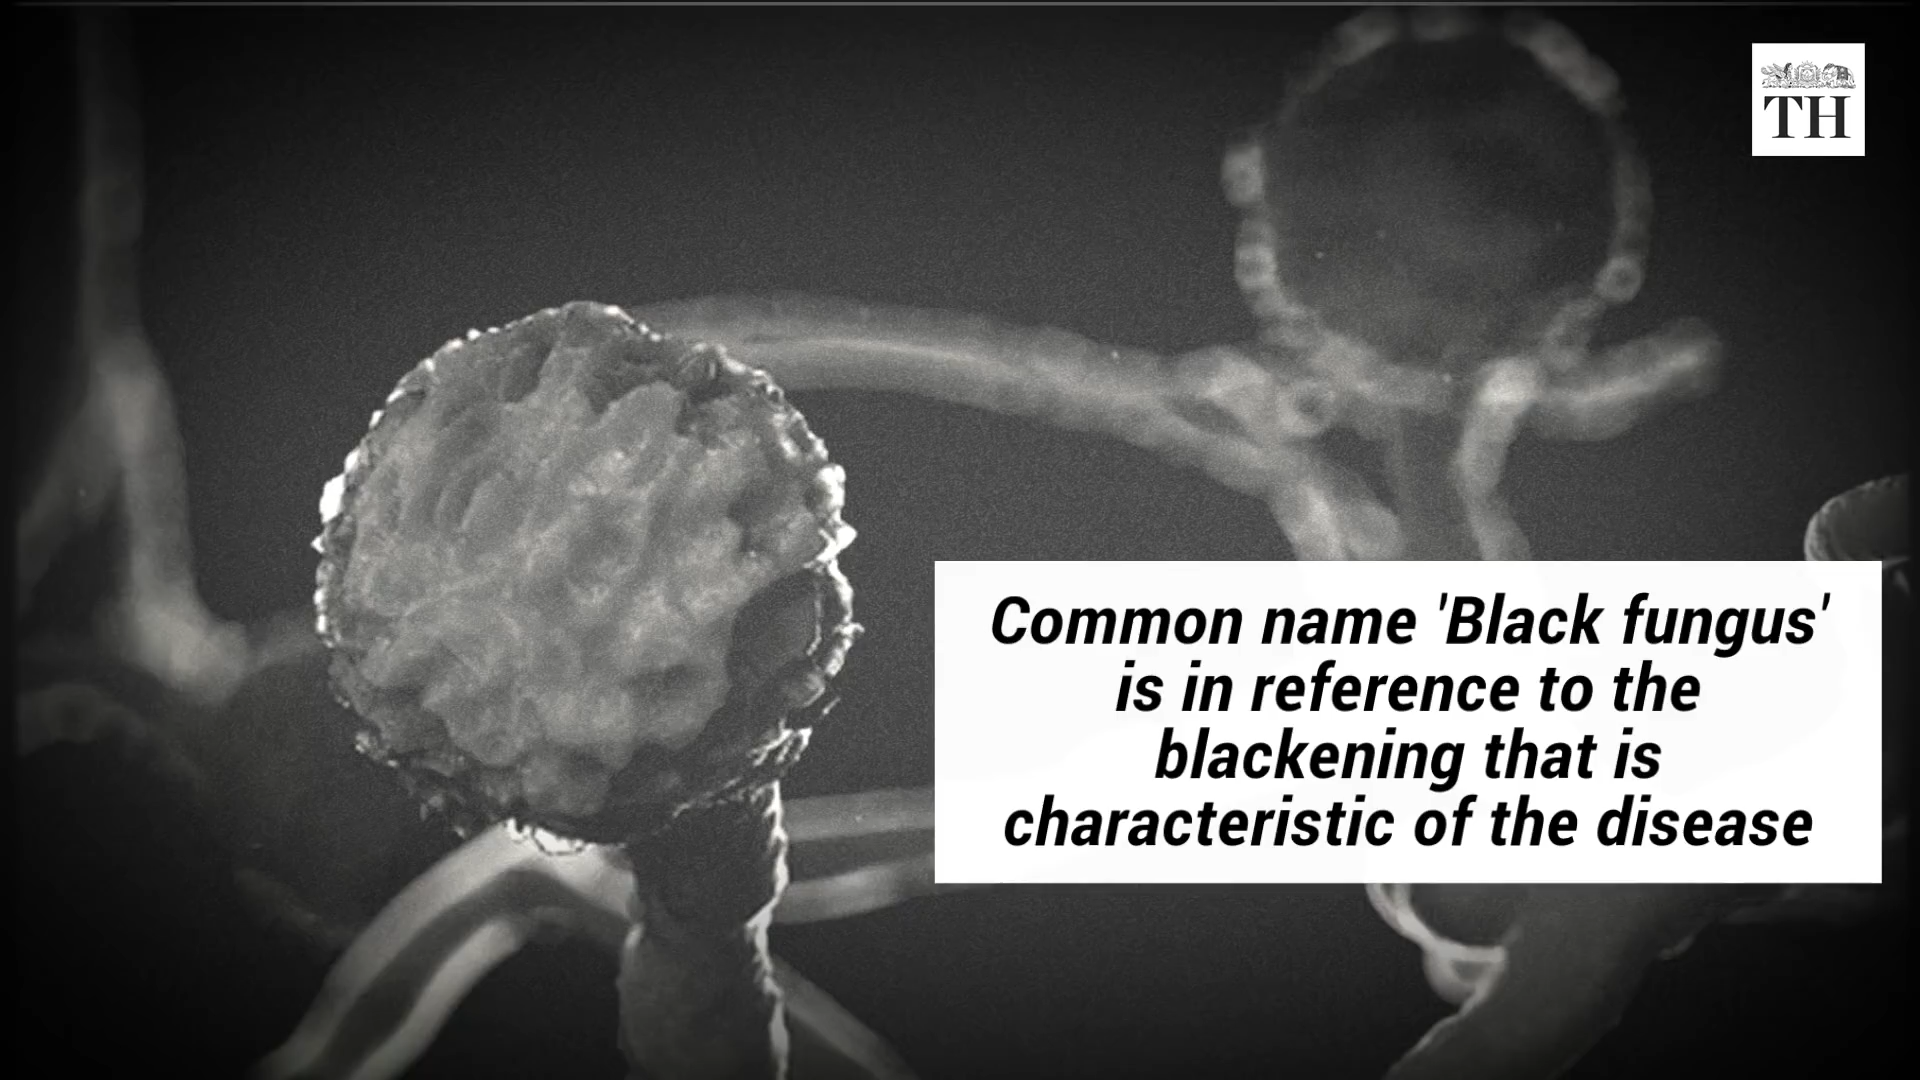 TH
Common name 'Black fungus'
is in reference to the
blackening that is
characteristic of the disease